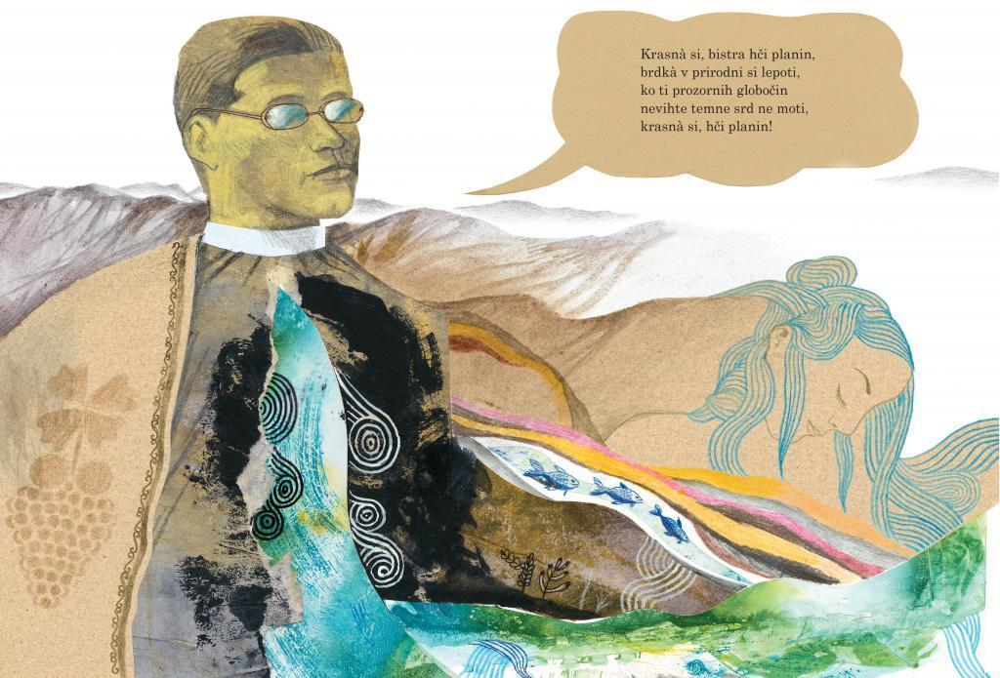 Krasnà si, bistra hči planin,
brdkà v prirodni si lepoti,
ko ti prozornih globočin
nevihte temne srd ne moti,
krasnà si, hči planin!